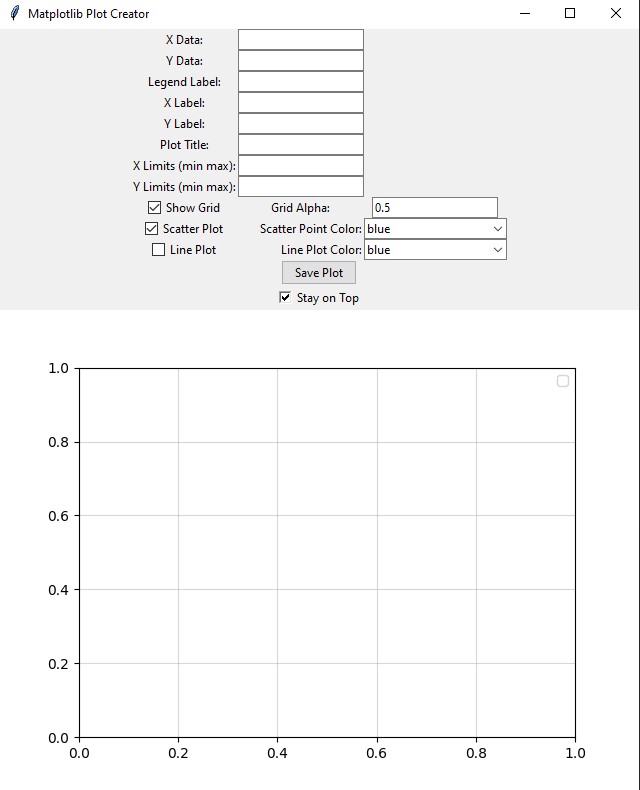 Matplotlib Plot Creator
X Data:
Y Data:
Legend Label:
X Label:
Y Label:
Plot Title:
X Limits (min max):
Y Limits (min max):
Show Grid Grid Alpha: 0.5
Scatter Plot Scatter Point Color: blue
Line Plot Line Plot Color: blue
Save Plot
Stay on Top
1.0
0.8
0.6
0.4
0.2
0.0
0.0 0.2 0.4 0.6 0.8 1.0